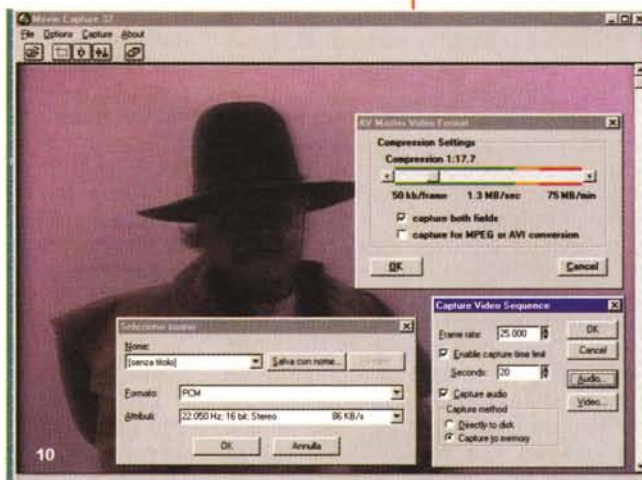 Movie Capture 32
File Options Capture About
AV Master Video Format
Compression Settings
Compression 1:17.7
50 kb/frame 1.3 MB/sec 75 MB/min
capture both fields
capture for MPEG or AVI conversion
OK Cancel
Selezione suono
Nome:
[senza titolo] Salva con nome...
Formato: PCM
Attributi: 22.050 Hz; 16 bit; Stereo 86 KB/s
OK Annulla
Capture Video Sequence
Frame rate: 25.000 OK
Enable capture time limit Cancel
Seconds: 20
Audio...
Capture audio
Video...
Capture method
Directly to disk
Capture to memory
10